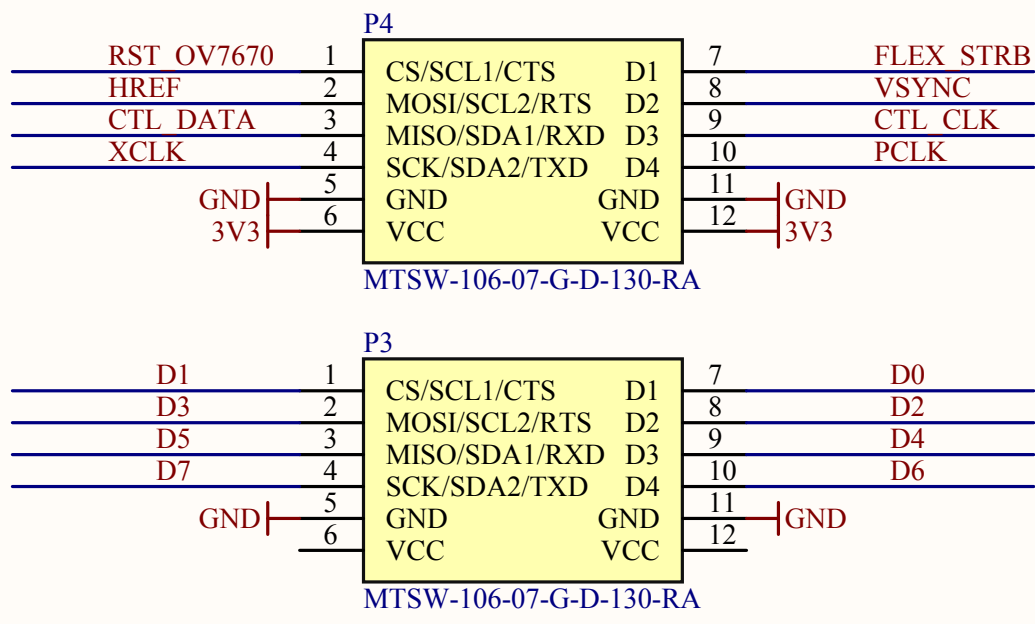 P4
RST_OV7670 1 CS/SCL1/CTS D1 7 FLEX_STRB
HREF 2 MOSI/SCL2/RTS D2 8 VSYNC
CTL_DATA 3 MISO/SDA1/RXD D3 9 CTL_CLK
XCLK 4 SCK/SDA2/TXD D4 10 PCLK
GND 5 GND GND 11 GND
3V3 6 VCC VCC 12 3V3
MTSW-106-07-G-D-130-RA
P3
D1 1 CS/SCL1/CTS D1 7 D0
D3 2 MOSI/SCL2/RTS D2 8 D2
D5 3 MISO/SDA1/RXD D3 9 D4
D7 4 SCK/SDA2/TXD D4 10 D6
GND 5 GND GND 11 GND
6 VCC VCC 12
MTSW-106-07-G-D-130-RA